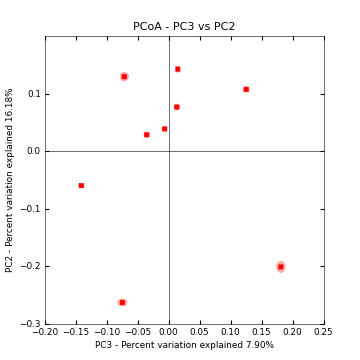 PCoA - PC3 vs PC2
PC2 - Percent variation explained 16.18%
0.1
0.0
−0.1
−0.2
−0.3
−0.20 −0.15 −0.10 −0.05 0.00 0.05 0.10 0.15 0.20 0.25
PC3 - Percent variation explained 7.90%